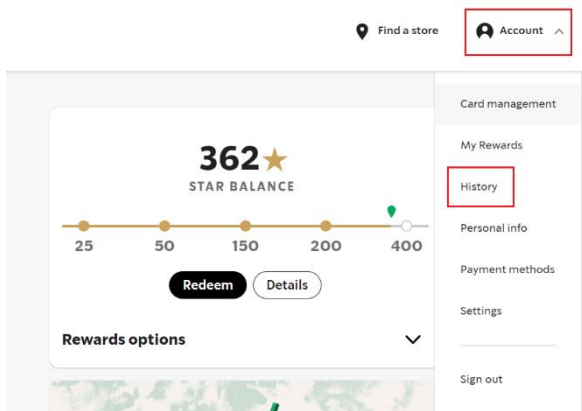 Find a store
Account
Card management
My Rewards
History
Personal info
Payment methods
Settings
Sign out
362
STAR BALANCE
25 50 150 200 400
Redeem Details
Rewards options